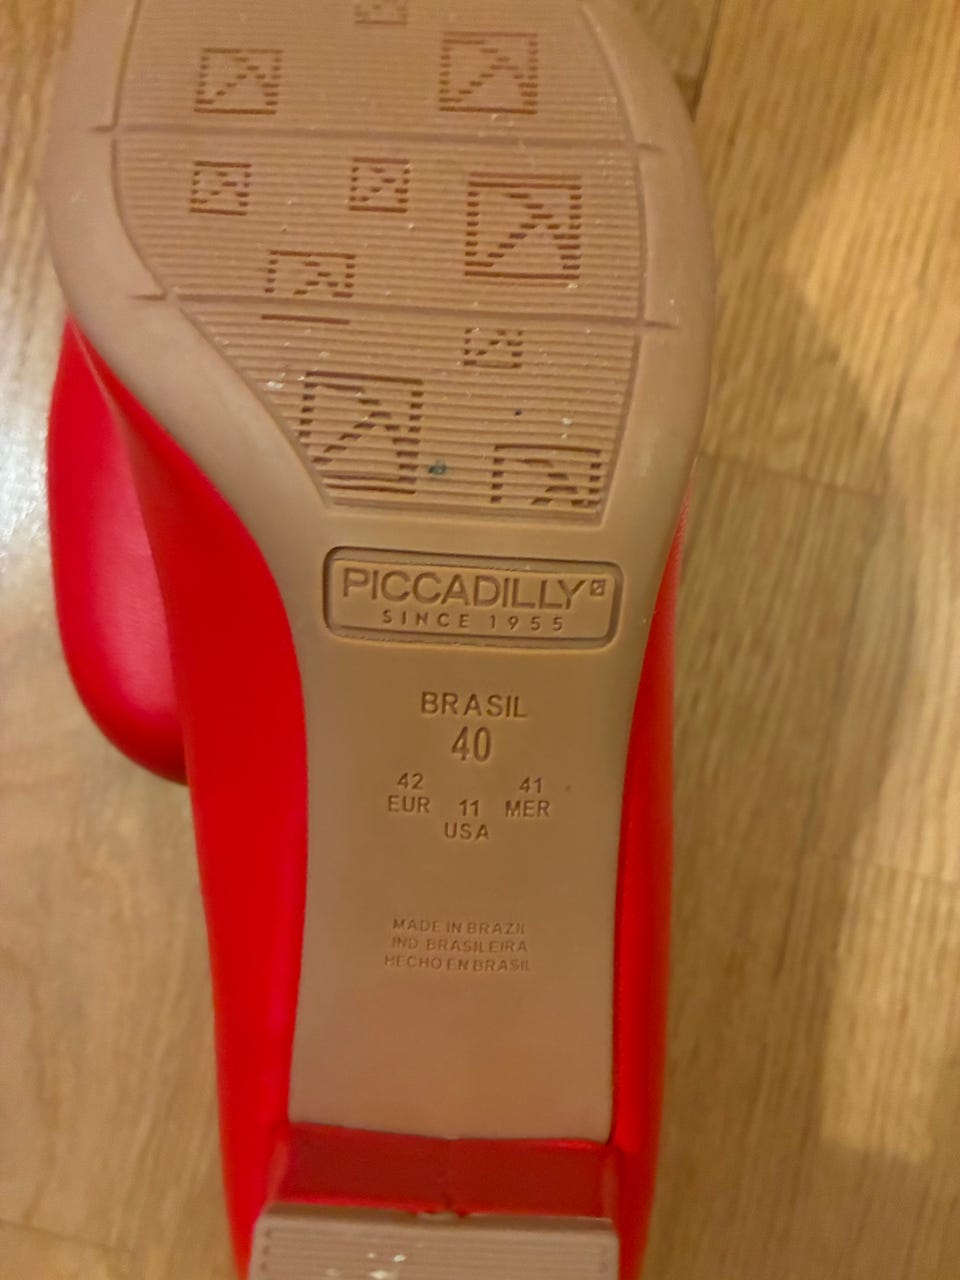 PICCADILLY
SINCE 1955
BRASIL
40
42 41
EUR 11 MER
USA
MADE IN BRAZIL
IND. BRASILEIRA
HECHO EN BRASIL